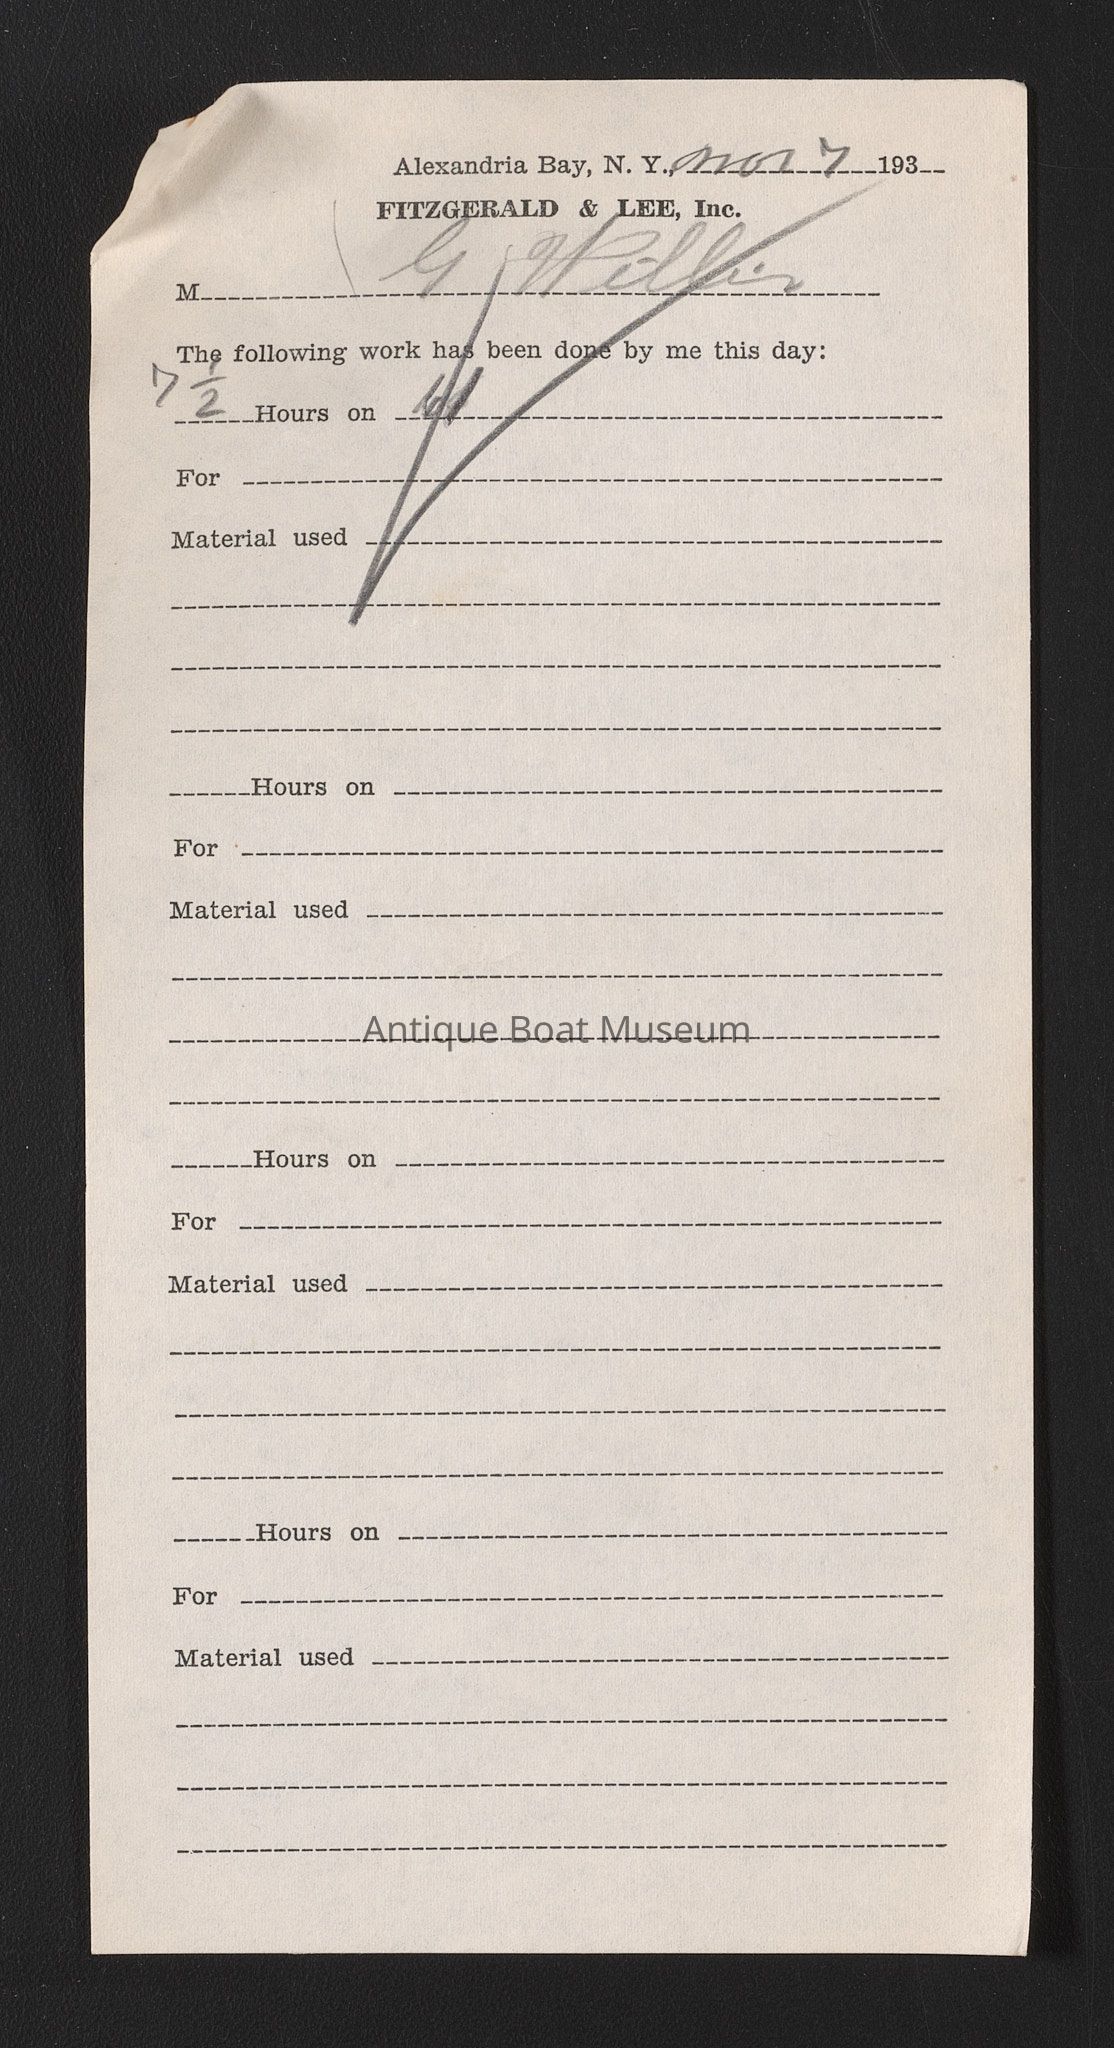 Alexandria Bay, N. Y., Nov 7 193
FITZGERALD & LEE, Inc.
M G
The following work has been done by me this day:
7 1/2 Hours on
For
Material used
Hours on
For
Material used
Antique Boat Museum
Hours on
For
Material used
Hours on
For
Material used